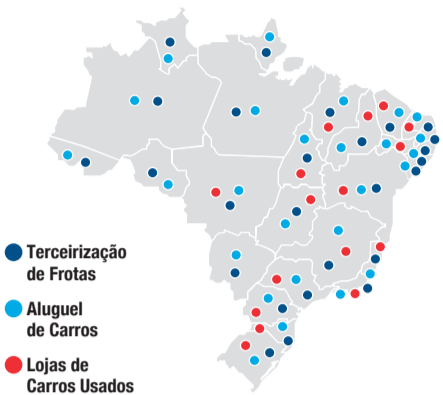 Terceirização
de Frotas
Aluguel
de Carros
Lojas de
Carros Usados